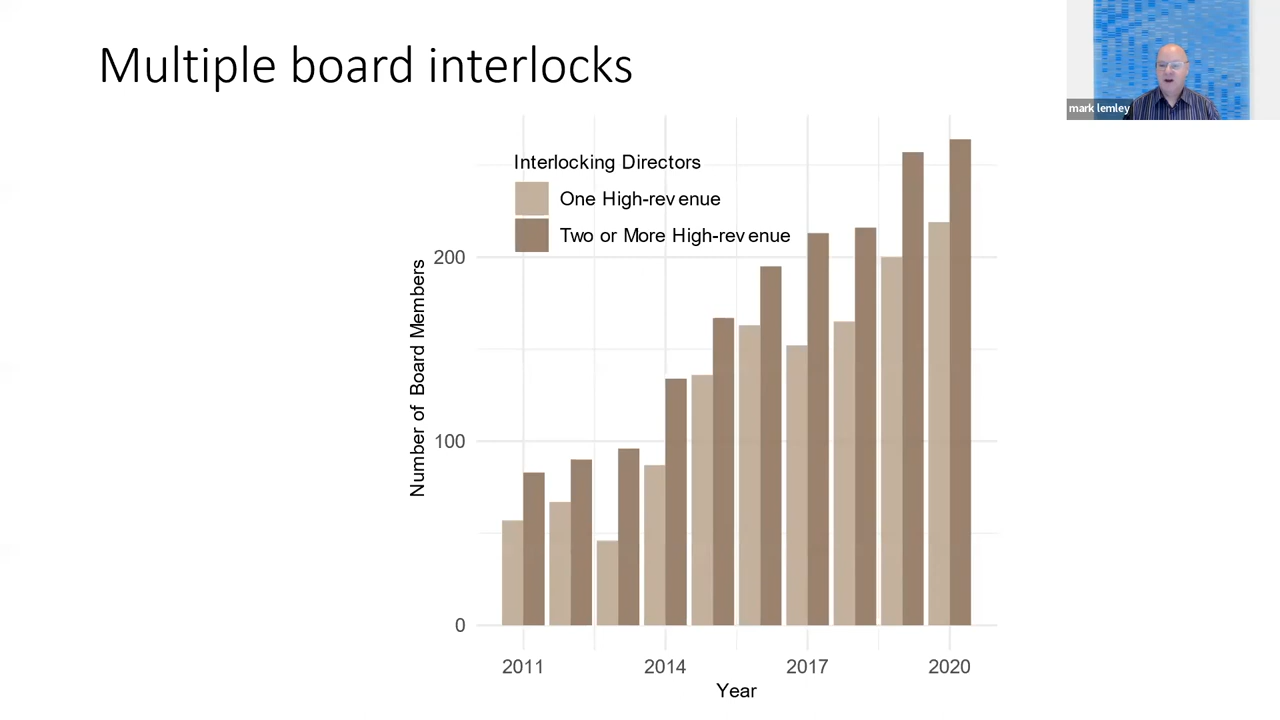 Multiple board interlocks
mark lemley
Interlocking Directors
One High-revenue
Two or More High-revenue
Number of Board Members
200
100
0
2011
2014
2017
2020
Year